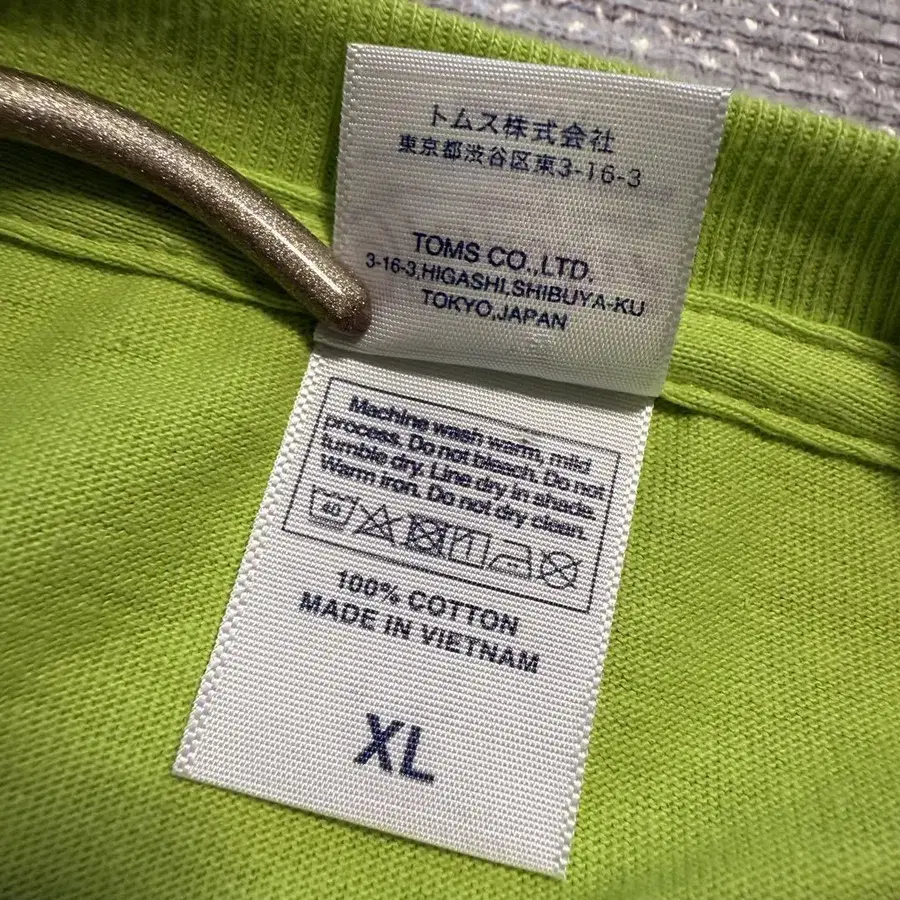 トムス株式会社
東京都渋谷区東3-16-3
TOMS CO.,LTD.
3-16-3,HIGASHI,SHIBUYA-KU
TOKYO,JAPAN
Machine wash warm, mild
process. Do not bleach. Do not
tumble dry. Line dry in shade.
Warm iron. Do not dry clean.
40
100% COTTON
MADE IN VIETNAM
XL